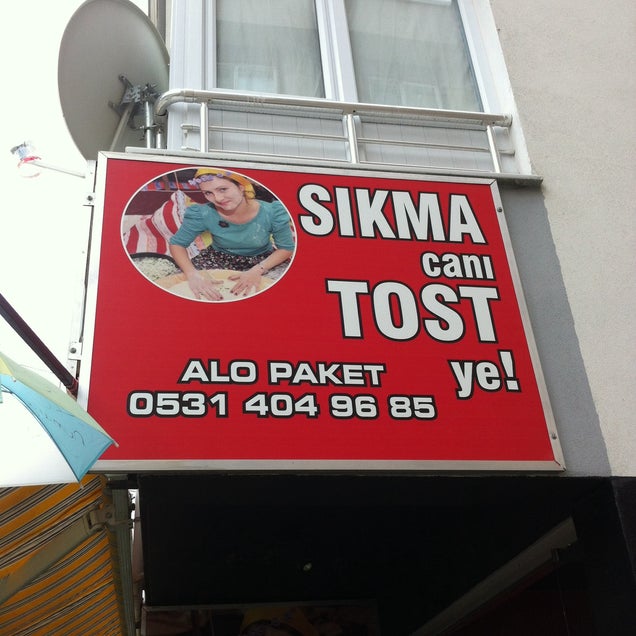 SIKMA
canı
TOST
ye!
ALO PAKET
0531 404 96 85